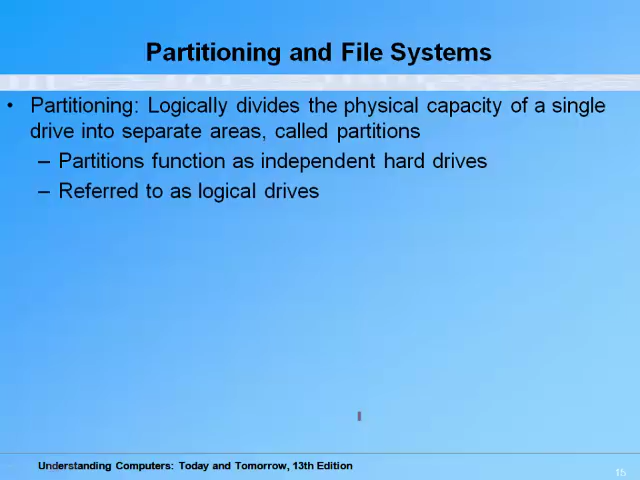 Partitioning and File Systems
• Partitioning: Logically divides the physical capacity of a single
drive into separate areas, called partitions
– Partitions function as independent hard drives
– Referred to as logical drives
Understanding Computers: Today and Tomorrow, 13th Edition
15